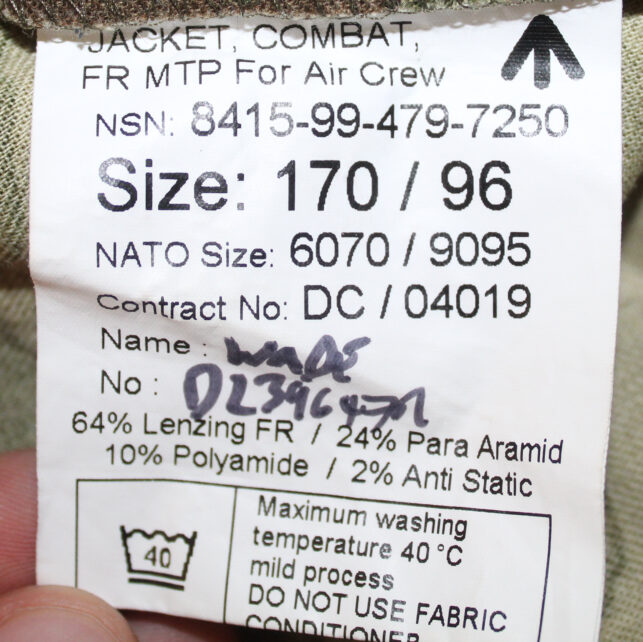 JACKET, COMBAT,
FR MTP For Air Crew
NSN: 8415-99-479-7250
Size: 170 / 96
NATO Size: 6070 / 9095
Contract No: DC / 04019
Name : WADE
No :
64% Lenzing FR / 24% Para Aramid
10% Polyamide / 2% Anti Static
40
Maximum washing
temperature 40 °C
mild process
DO NOT USE FABRIC
CONDITIONER